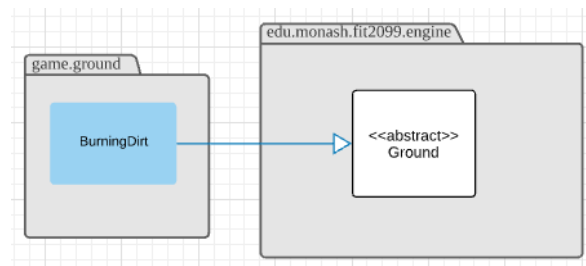 game.ground
edu.monash.fit2099.engine
BurningDirt
<<abstract>>
Ground